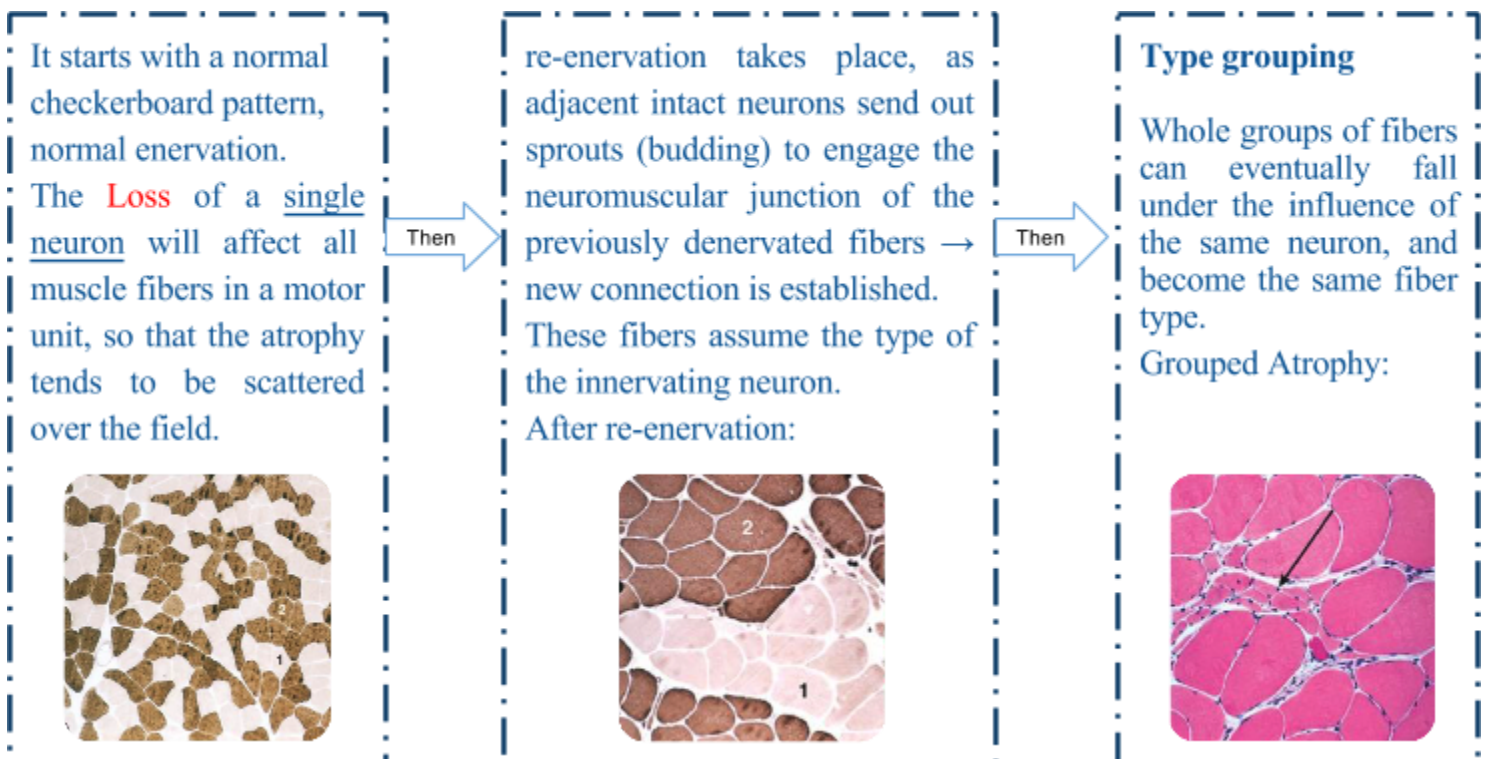 It starts with a normal
checkerboard pattern,
normal enervation.
The Loss of a single
neuron will affect all
muscle fibers in a motor
unit, so that the atrophy
tends to be scattered
over the field.
2
1
Then
re-enervation takes place, as
adjacent intact neurons send out
sprouts (budding) to engage the
neuromuscular junction of the
previously denervated fibers →
new connection is established.
These fibers assume the type of
the innervating neuron.
After re-enervation:
2
1
Then
Type grouping
Whole groups of fibers
can eventually fall
under the influence of
the same neuron, and
become the same fiber
type.
Grouped Atrophy: